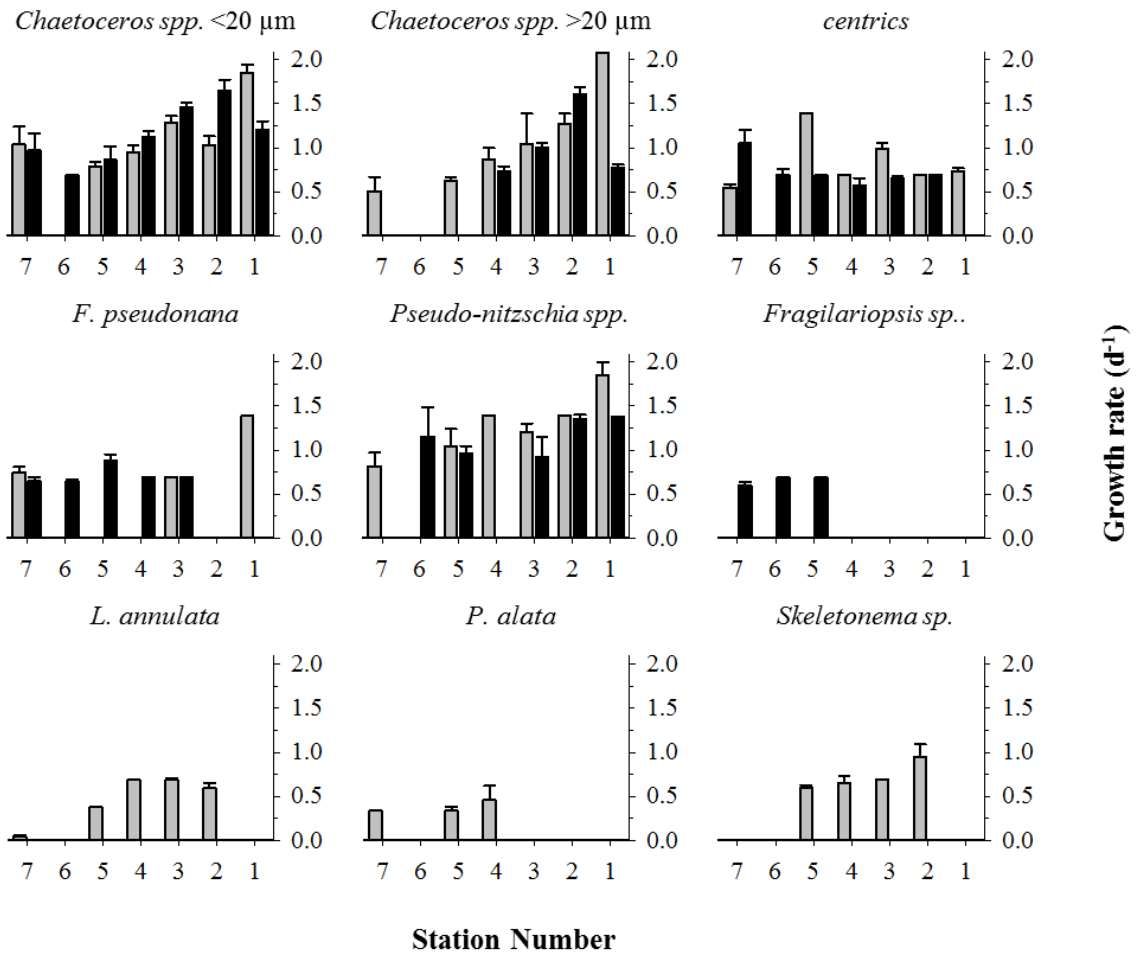 Chaetoceros spp. <20 µm
Chaetoceros spp. >20 µm
centrics
2.0
1.5
1.0
0.5
0.0
7 6 5 4 3 2 1
2.0
1.5
1.0
0.5
0.0
7 6 5 4 3 2 1
2.0
1.5
1.0
0.5
0.0
7 6 5 4 3 2 1
F. pseudonana
Pseudo-nitzschia spp.
Fragilariopsis sp..
2.0
1.5
1.0
0.5
0.0
7 6 5 4 3 2 1
2.0
1.5
1.0
0.5
0.0
7 6 5 4 3 2 1
2.0
1.5
1.0
0.5
0.0
7 6 5 4 3 2 1
Growth rate (d⁻¹)
L. annulata
P. alata
Skeletonema sp.
2.0
1.5
1.0
0.5
0.0
7 6 5 4 3 2 1
2.0
1.5
1.0
0.5
0.0
7 6 5 4 3 2 1
2.0
1.5
1.0
0.5
0.0
7 6 5 4 3 2 1
Station Number